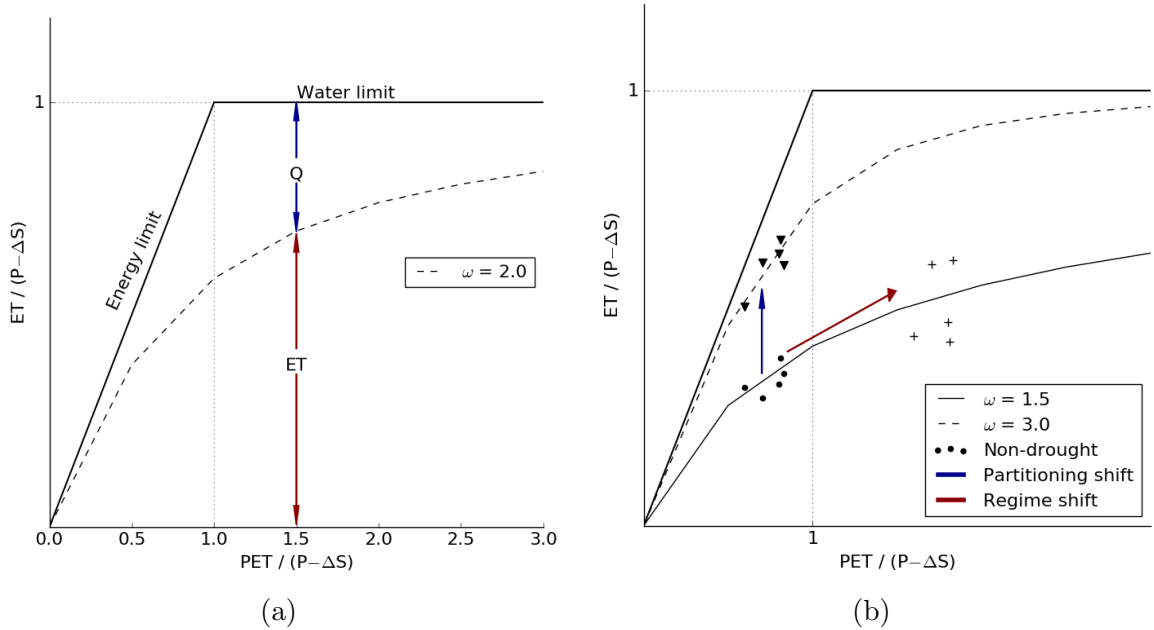 Water limit
1
Q
Energy limit
ET / (P−ΔS)
ω = 2.0
ET
0.0 0.5 1.0 1.5 2.0 2.5 3.0
PET / (P−ΔS)
(a)
1
ET / (P−ΔS)
ω = 1.5
ω = 3.0
Non-drought
Partitioning shift
Regime shift
1
PET / (P−ΔS)
(b)